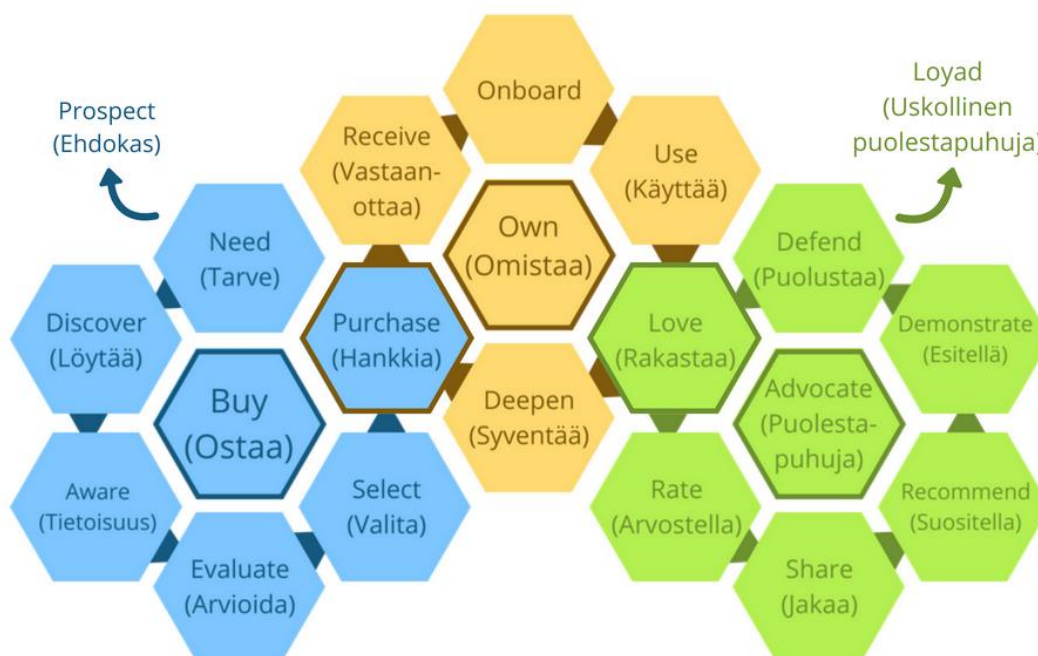 Prospect
(Ehdokas)
Need
(Tarve)
Discover
(Löytää)
Buy
(Ostaa)
Aware
(Tietoisuus)
Evaluate
(Arvioida)
Select
(Valita)
Purchase
(Hankkia)
Receive
(Vastaan-
ottaa)
Onboard
Use
(Käyttää)
Own
(Omistaa)
Deepen
(Syventää)
Love
(Rakastaa)
Loyad
(Uskollinen
puolestapuhuja)
Defend
(Puolustaa)
Demonstrate
(Esitellä)
Advocate
(Puolesta-
puhuja)
Rate
(Arvostella)
Share
(Jakaa)
Recommend
(Suositella)